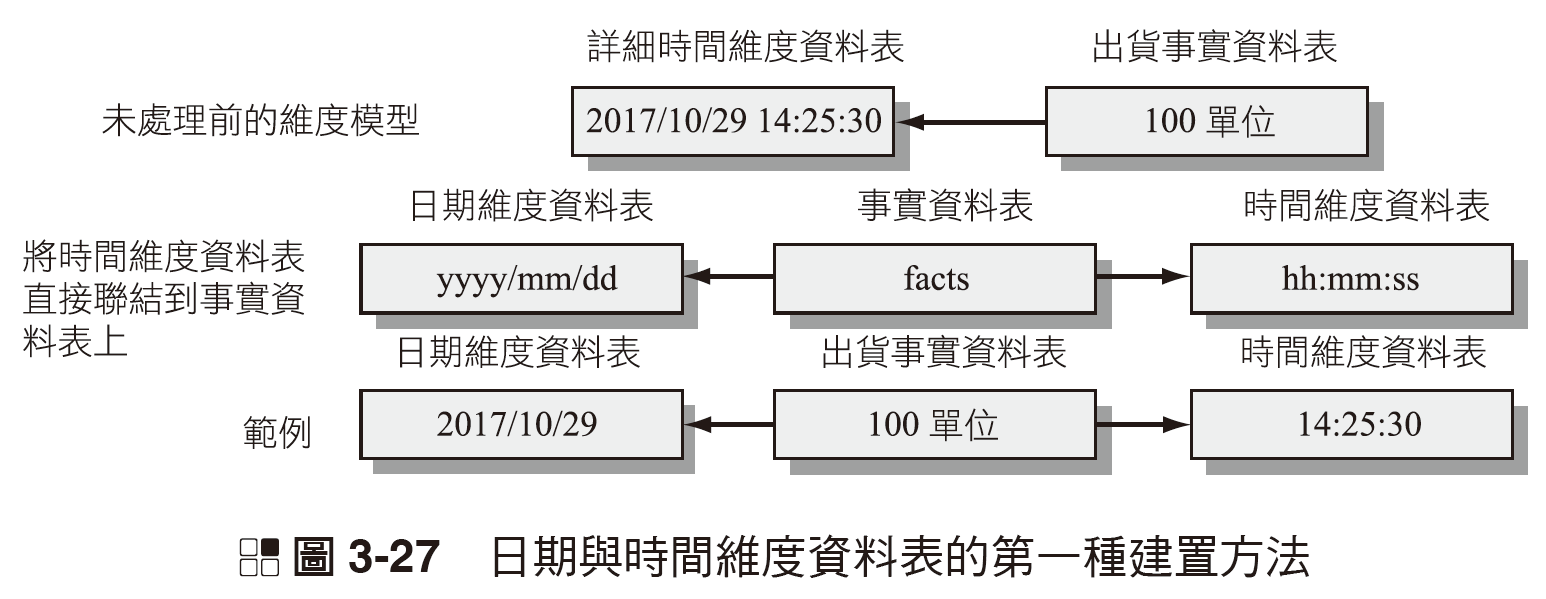 詳細時間維度資料表 出貨事實資料表
未處理前的維度模型 2017/10/29 14:25:30 100 單位
日期維度資料表 事實資料表 時間維度資料表
將時間維度資料表
直接聯結到事實資
料表上
yyyy/mm/dd facts hh:mm:ss
日期維度資料表 出貨事實資料表 時間維度資料表
範例 2017/10/29 100 單位 14:25:30
圖 3-27 日期與時間維度資料表的第一種建置方法